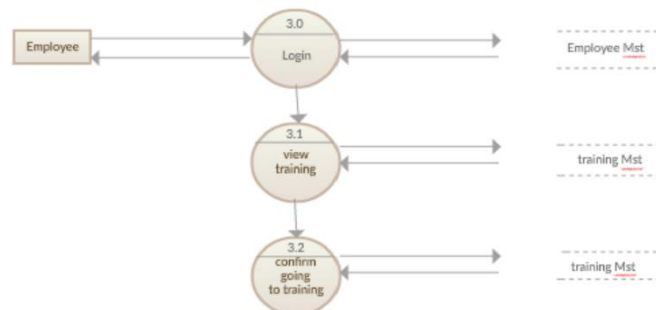 3.0
Employee
Login
Employee Mst
3.1
view
training
training Mst
3.2
confirm
going
to training
training Mst